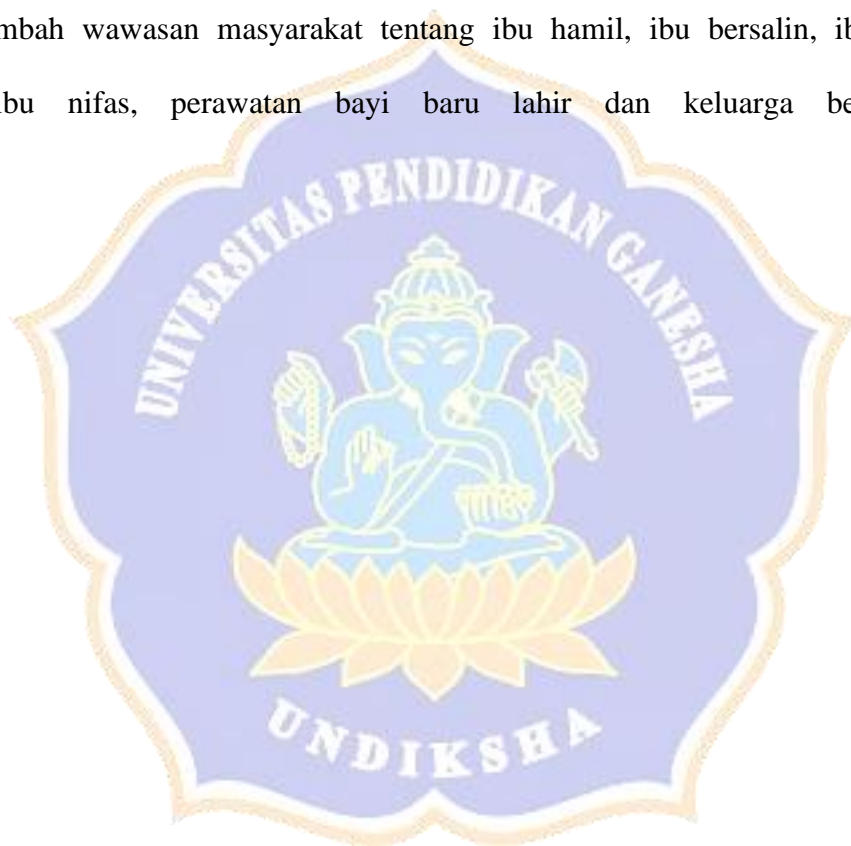 mbah wawasan masyarakat tentang ibu hamil, ibu bersalin, ib
ibu nifas, perawatan bayi baru lahir dan keluarga be
UNIVERSITAS PENDIDIKAN GANESHA
UNDIKSHA